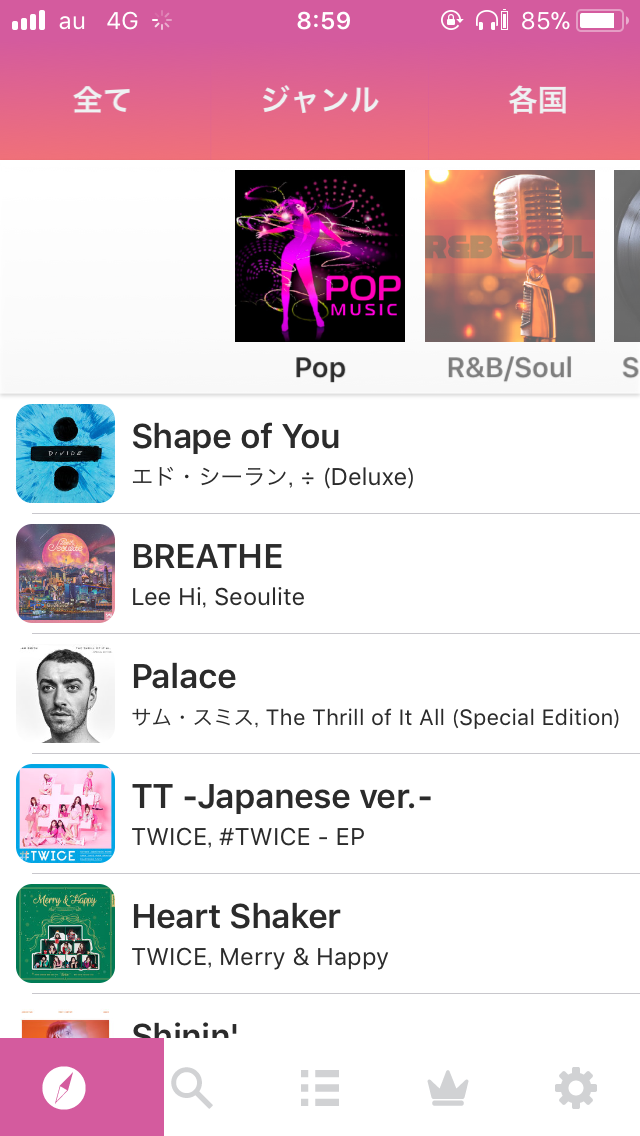 au 4G 8:59 85%
全て ジャンル 各国
POP
MUSIC
R&B SOUL
Pop R&B/Soul S
DIVIDE
Shape of You
エド・シーラン, ÷ (Deluxe)
Seoulite
BREATHE
Lee Hi, Seoulite
Palace
サム・スミス, The Thrill of It All (Special Edition)
#TWICE
TT -Japanese ver.-
TWICE, #TWICE - EP
Merry & Happy
Heart Shaker
TWICE, Merry & Happy
Shinin'